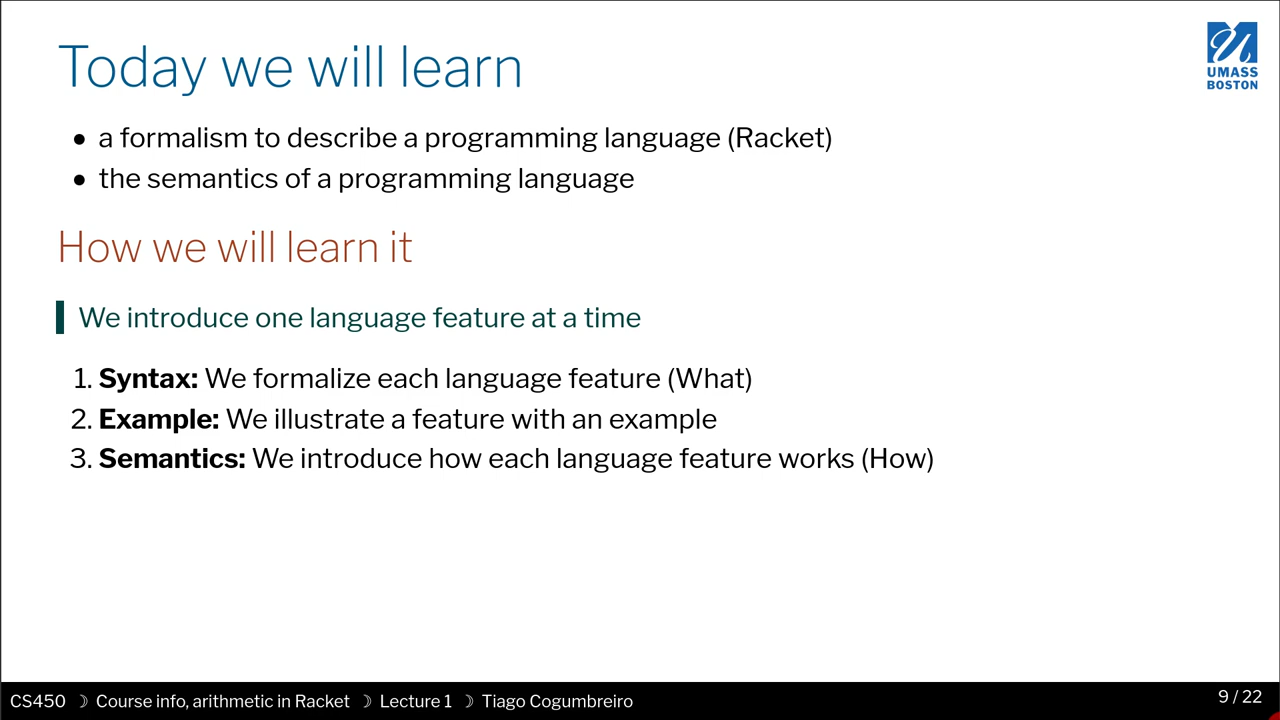 Today we will learn
UMASS
BOSTON
• a formalism to describe a programming language (Racket)
• the semantics of a programming language
How we will learn it
We introduce one language feature at a time
1. Syntax: We formalize each language feature (What)
2. Example: We illustrate a feature with an example
3. Semantics: We introduce how each language feature works (How)
CS450 ☽ Course info, arithmetic in Racket ☽ Lecture 1 ☽ Tiago Cogumbreiro
9 / 22